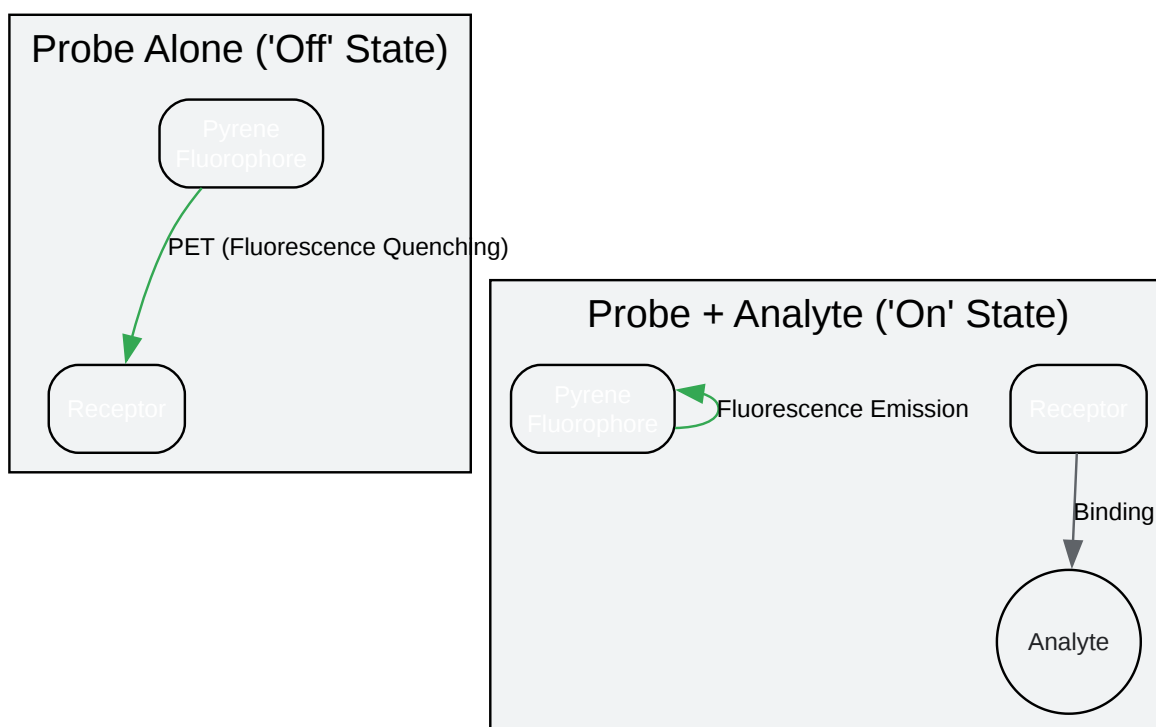 Probe Alone ('Off' State)
Pyrene
Fluorophore
PET (Fluorescence Quenching)
Receptor
Probe + Analyte ('On' State)
Pyrene
Fluorophore
Fluorescence Emission
Receptor
Binding
Analyte